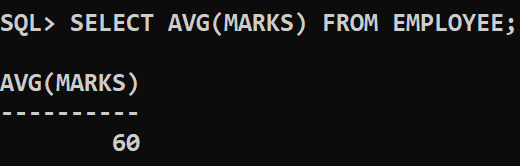 SQL> SELECT AVG(MARKS) FROM EMPLOYEE;
AVG(MARKS)
----------
60